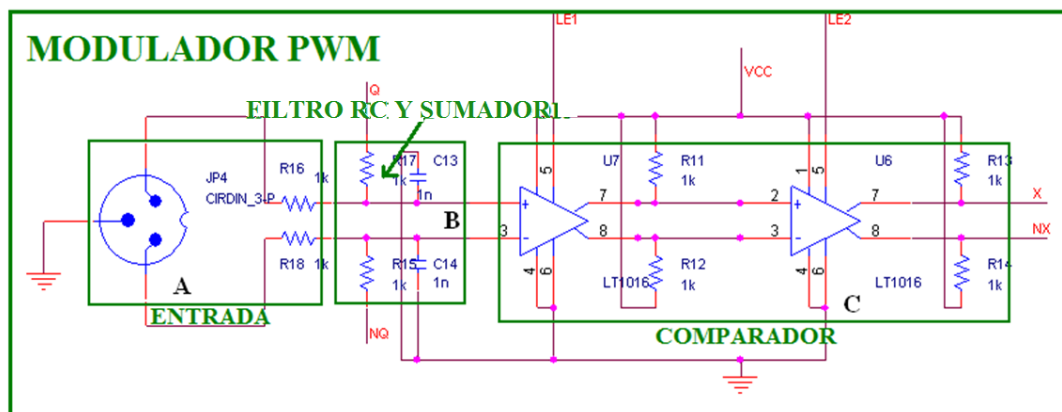 LE1
LE2
MODULADOR PWM
VCC
Q
FILTRO RC Y SUMADOR
R16
1k
JP4
CIRDIN_3-P
R17
1k
C13
1n
U7
R11
1k
U6
R13
1k
B
+
5
1
7
2
+
5
1
7
X
3
-
8
3
-
8
NX
R18
1k
R15
1k
C14
1n
4
6
LT1016
R12
1k
4
6
LT1016
R14
1k
A
C
ENTRADA
NQ
COMPARADOR